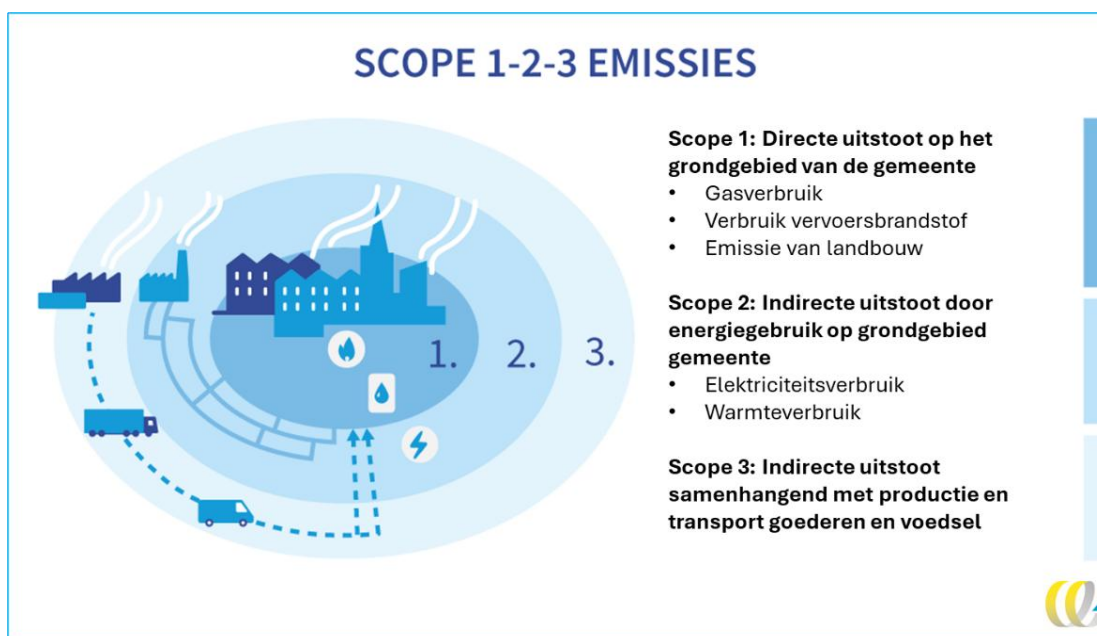 SCOPE 1-2-3 EMISSIES
1.
2.
3.
Scope 1: Directe uitstoot op het
grondgebied van de gemeente
• Gasverbruik
• Verbruik vervoersbrandstof
• Emissie van landbouw
Scope 2: Indirecte uitstoot door
energiegebruik op grondgebied
gemeente
• Elektriciteitsverbruik
• Warmteverbruik
Scope 3: Indirecte uitstoot
samenhangend met productie en
transport goederen en voedsel